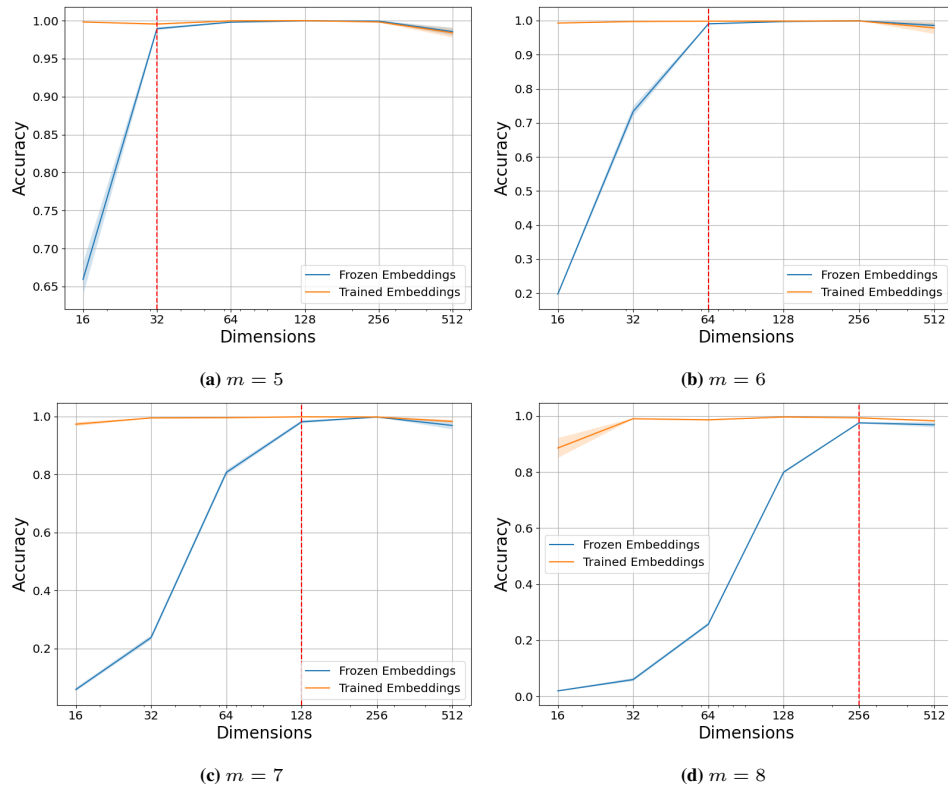 1.00
0.95
0.90
0.85
0.80
0.75
0.70
0.65
Accuracy
16 32 64 128 256 512
Dimensions
Frozen Embeddings
Trained Embeddings
(a) m = 5
1.0
0.9
0.8
0.7
0.6
0.5
0.4
0.3
0.2
Accuracy
16 32 64 128 256 512
Dimensions
Frozen Embeddings
Trained Embeddings
(b) m = 6
1.0
0.8
0.6
0.4
0.2
Accuracy
16 32 64 128 256 512
Dimensions
Frozen Embeddings
Trained Embeddings
(c) m = 7
1.0
0.8
0.6
0.4
0.2
0.0
Accuracy
16 32 64 128 256 512
Dimensions
Frozen Embeddings
Trained Embeddings
(d) m = 8